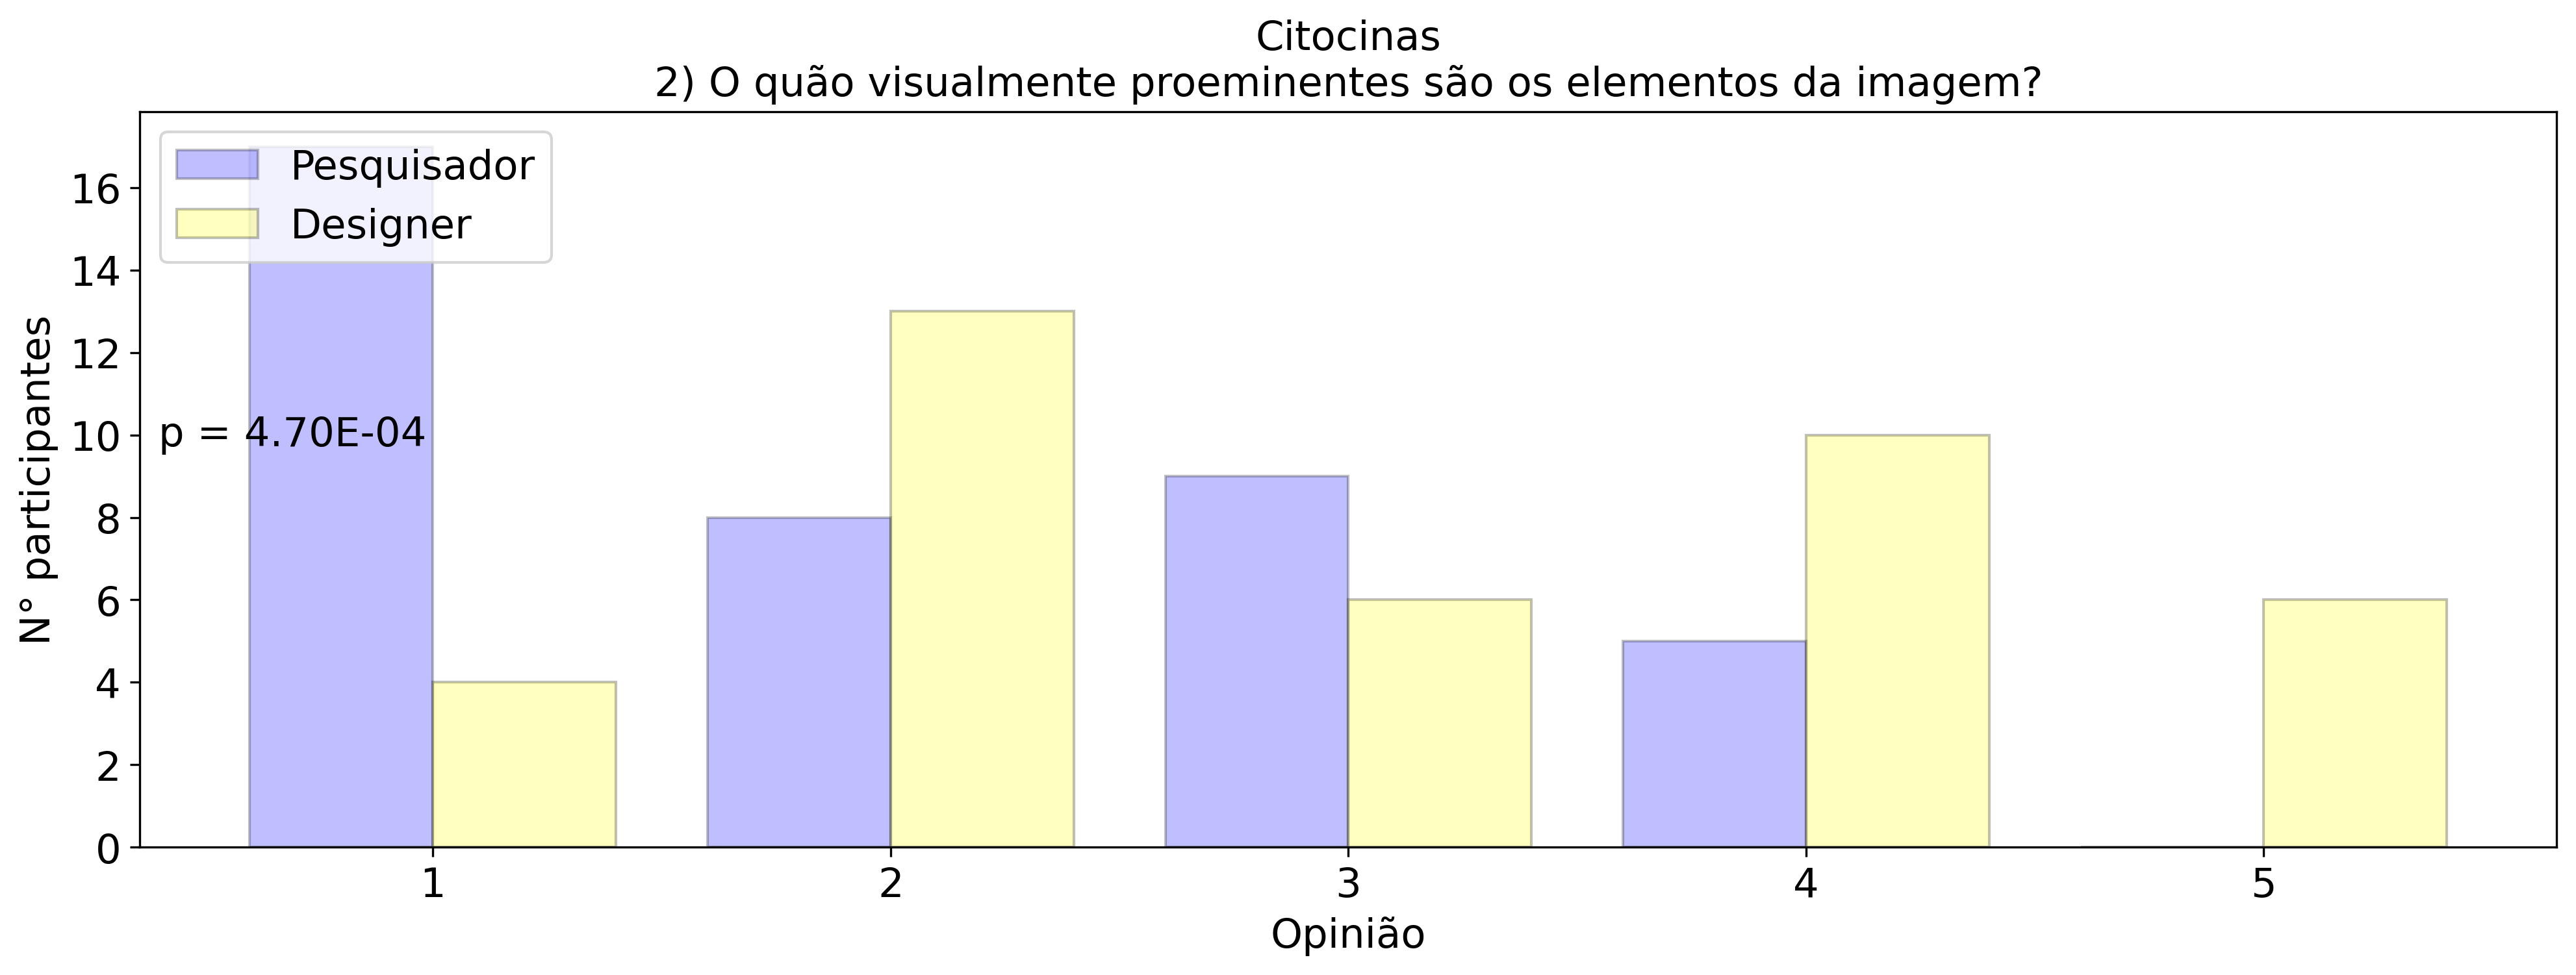 Citocinas
2) O quão visualmente proeminentes são os elementos da imagem?
Pesquisador
Designer
p = 4.70E-04
N° participantes
16
14
12
10
8
6
4
2
0
1 2 3 4 5
Opinião